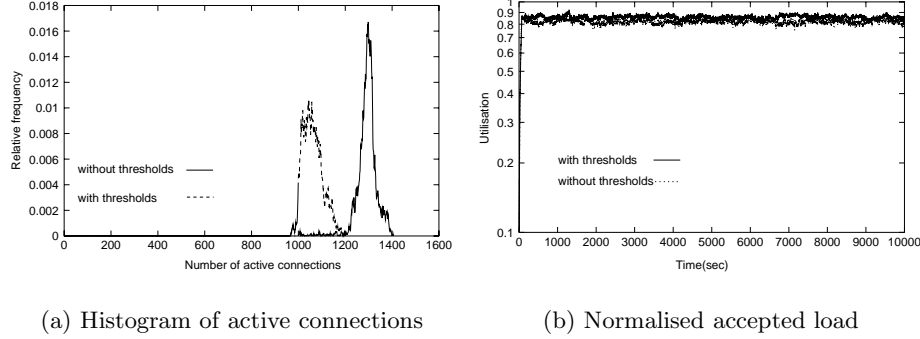 0.018
0.016
0.014
0.012
0.01
0.008
0.006
0.004
0.002
0
Relative frequency
without thresholds
with thresholds
0 200 400 600 800 1000 1200 1400 1600
Number of active connections
(a) Histogram of active connections
1
0.9
0.8
0.7
0.6
0.5
0.4
0.3
0.2
0.1
Utilisation
with thresholds
without thresholds
0 1000 2000 3000 4000 5000 6000 7000 8000 9000 10000
Time(sec)
(b) Normalised accepted load